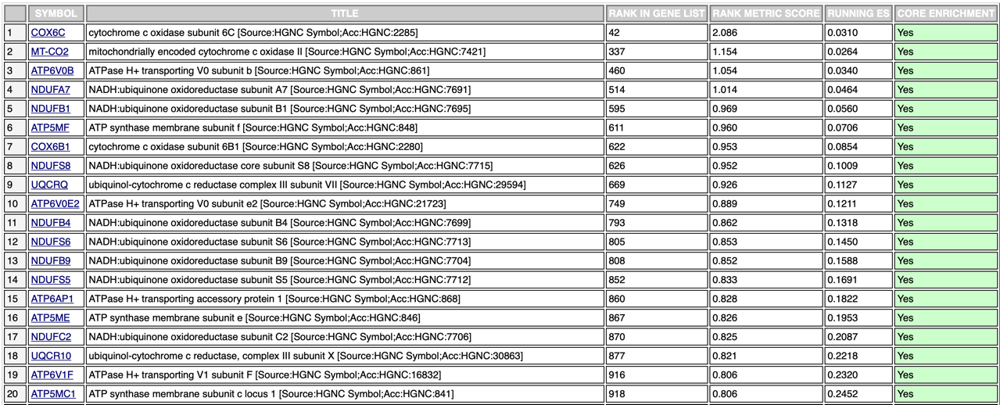 SYMBOL TITLE RANK IN GENE LIST RANK METRIC SCORE RUNNING ES CORE ENRICHMENT
1 COX6C cytochrome c oxidase subunit 6C [Source:HGNC Symbol;Acc:HGNC:2285] 42 2.086 0.0310 Yes
2 MT-CO2 mitochondrially encoded cytochrome c oxidase II [Source:HGNC Symbol;Acc:HGNC:7421] 337 1.154 0.0264 Yes
3 ATP6V0B ATPase H+ transporting V0 subunit b [Source:HGNC Symbol;Acc:HGNC:861] 460 1.054 0.0340 Yes
4 NDUFA7 NADH:ubiquinone oxidoreductase subunit A7 [Source:HGNC Symbol;Acc:HGNC:7691] 514 1.014 0.0464 Yes
5 NDUFB1 NADH:ubiquinone oxidoreductase subunit B1 [Source:HGNC Symbol;Acc:HGNC:7695] 595 0.969 0.0560 Yes
6 ATP5MF ATP synthase membrane subunit f [Source:HGNC Symbol;Acc:HGNC:848] 611 0.960 0.0706 Yes
7 COX6B1 cytochrome c oxidase subunit 6B1 [Source:HGNC Symbol;Acc:HGNC:2280] 622 0.953 0.0854 Yes
8 NDUFS8 NADH:ubiquinone oxidoreductase core subunit S8 [Source:HGNC Symbol;Acc:HGNC:7715] 626 0.952 0.1009 Yes
9 UQCRQ ubiquinol-cytochrome c reductase complex III subunit VII [Source:HGNC Symbol;Acc:HGNC:29594] 669 0.926 0.1127 Yes
10 ATP6V0E2 ATPase H+ transporting V0 subunit e2 [Source:HGNC Symbol;Acc:HGNC:21723] 749 0.889 0.1211 Yes
11 NDUFB4 NADH:ubiquinone oxidoreductase subunit B4 [Source:HGNC Symbol;Acc:HGNC:7699] 793 0.862 0.1318 Yes
12 NDUFS6 NADH:ubiquinone oxidoreductase subunit S6 [Source:HGNC Symbol;Acc:HGNC:7713] 805 0.853 0.1450 Yes
13 NDUFB9 NADH:ubiquinone oxidoreductase subunit B9 [Source:HGNC Symbol;Acc:HGNC:7704] 808 0.852 0.1588 Yes
14 NDUFS5 NADH:ubiquinone oxidoreductase subunit S5 [Source:HGNC Symbol;Acc:HGNC:7712] 852 0.833 0.1691 Yes
15 ATP6AP1 ATPase H+ transporting accessory protein 1 [Source:HGNC Symbol;Acc:HGNC:868] 860 0.828 0.1822 Yes
16 ATP5ME ATP synthase membrane subunit e [Source:HGNC Symbol;Acc:HGNC:846] 867 0.826 0.1953 Yes
17 NDUFC2 NADH:ubiquinone oxidoreductase subunit C2 [Source:HGNC Symbol;Acc:HGNC:7706] 870 0.825 0.2087 Yes
18 UQCR10 ubiquinol-cytochrome c reductase, complex III subunit X [Source:HGNC Symbol;Acc:HGNC:30863] 877 0.821 0.2218 Yes
19 ATP6V1F ATPase H+ transporting V1 subunit F [Source:HGNC Symbol;Acc:HGNC:16832] 916 0.806 0.2320 Yes
20 ATP5MC1 ATP synthase membrane subunit c locus 1 [Source:HGNC Symbol;Acc:HGNC:841] 918 0.806 0.2452 Yes